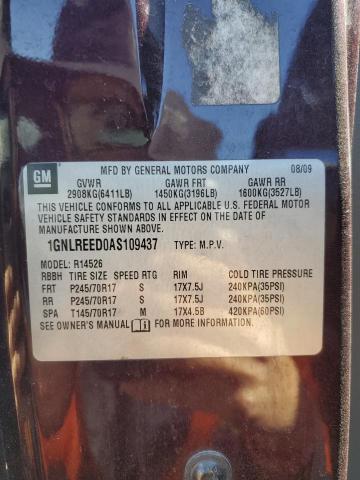 GM
MFD BY GENERAL MOTORS COMPANY 08/09
GVWR GAWR FRT GAWR RR
2908KG(6411LB) 1450KG(3196LB) 1600KG(3527LB)
THIS VEHICLE CONFORMS TO ALL APPLICABLE U.S. FEDERAL MOTOR
VEHICLE SAFETY STANDARDS IN EFFECT ON THE DATE OF
MANUFACTURE SHOWN ABOVE.
1GNLREED0AS109437 TYPE: M.P.V.
MODEL: R14526
RBBH TIRE SIZE SPEED RTG RIM COLD TIRE PRESSURE
FRT P245/70R17 S 17X7.5J 240KPA(35PSI)
RR P245/70R17 S 17X7.5J 240KPA(35PSI)
SPA T145/70R17 M 17X4.5B 420KPA(60PSI)
SEE OWNER'S MANUAL FOR MORE INFORMATION.